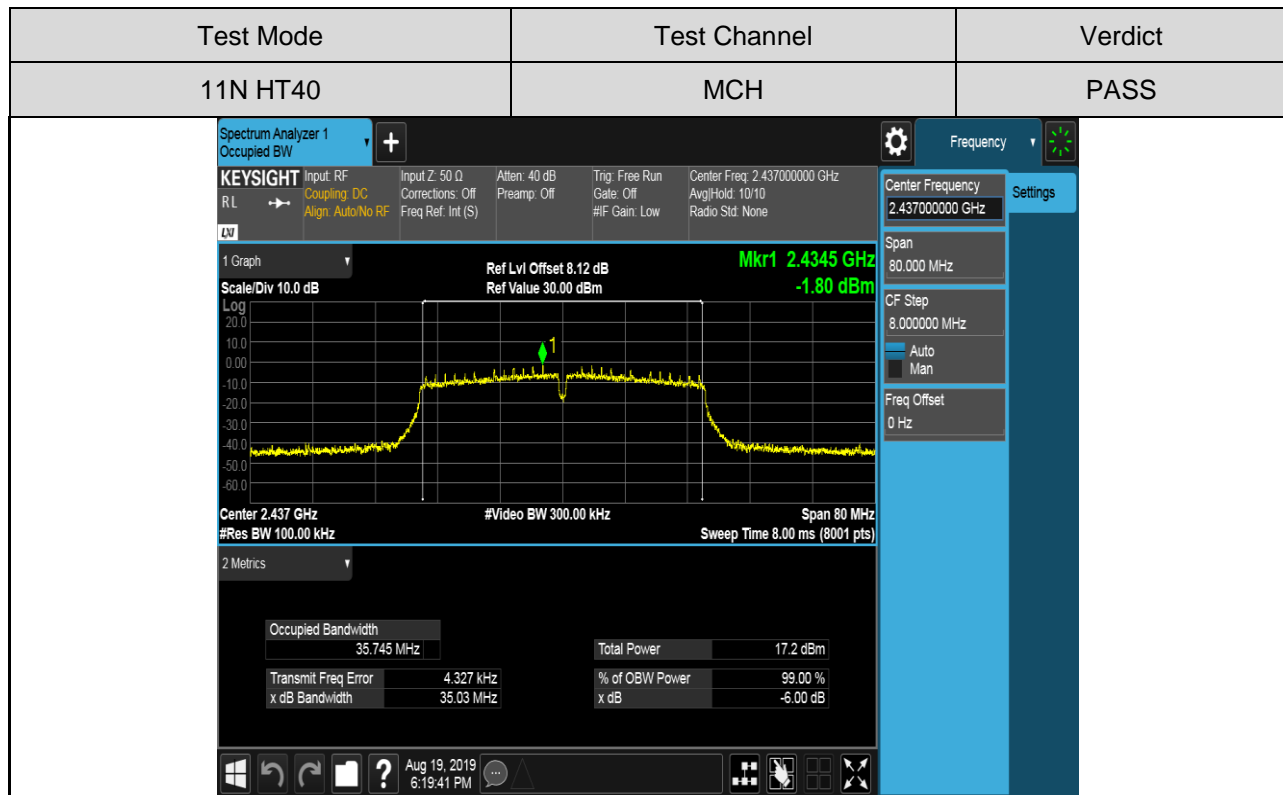 Test Mode Test Channel Verdict
11N HT40 MCH PASS
Spectrum Analyzer 1
Occupied BW
+
Frequency
KEYSIGHT Input: RF Input Z: 50 Ω Atten: 40 dB Trig: Free Run Center Freq: 2.437000000 GHz
RL Coupling: DC Corrections: Off Preamp: Off Gate: Off Avg|Hold: 10/10
Align: Auto/No RF Freq Ref: Int (S) #IF Gain: Low Radio Std: None
LXI
Center Frequency
2.437000000 GHz
Settings
Span
80.000 MHz
CF Step
8.000000 MHz
Auto
Man
Freq Offset
0 Hz
1 Graph
Ref Lvl Offset 8.12 dB
Mkr1 2.4345 GHz
Scale/Div 10.0 dB
Ref Value 30.00 dBm
-1.80 dBm
Log
20.0
10.0
0.00
-10.0
-20.0
-30.0
-40.0
-50.0
-60.0
1
Center 2.437 GHz #Video BW 300.00 kHz Span 80 MHz
#Res BW 100.00 kHz Sweep Time 8.00 ms (8001 pts)
2 Metrics
Occupied Bandwidth
35.745 MHz
Total Power 17.2 dBm
Transmit Freq Error 4.327 kHz % of OBW Power 99.00 %
x dB Bandwidth 35.03 MHz x dB -6.00 dB
?
Aug 19, 2019
6:19:41 PM